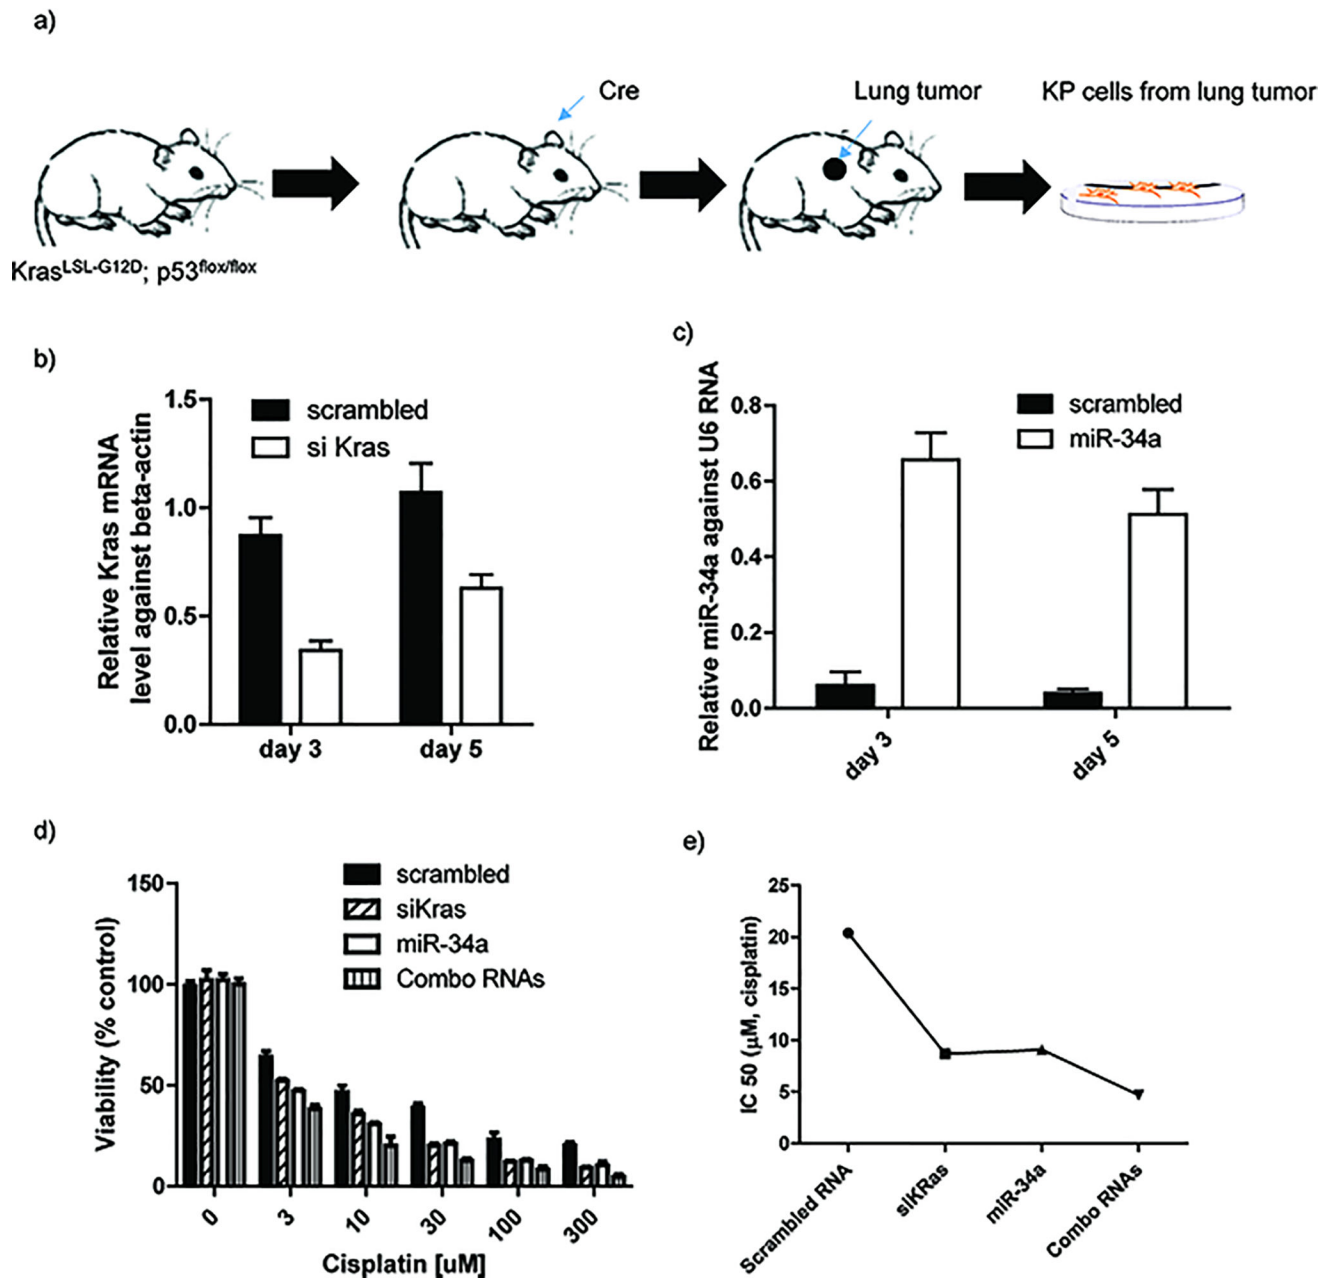 a)
Cre
Lung tumor
KP cells from lung tumor
Kras^LSL-G12D; p53^flox/flox
b)
Relative Kras mRNA
level against beta-actin
1.5
1.0
0.5
0.0
scrambled
si Kras
day 3
day 5
c)
Relative miR-34a against U6 RNA
0.8
0.6
0.4
0.2
0.0
scrambled
miR-34a
day 3
day 5
d)
Viability (% control)
150
100
50
0
scrambled
siKras
miR-34a
Combo RNAs
0
3
10
30
100
300
Cisplatin [uM]
e)
IC 50 (μM, cisplatin)
25
20
15
10
5
0
Scrambled RNA
siKRas
miR-34a
Combo RNAs